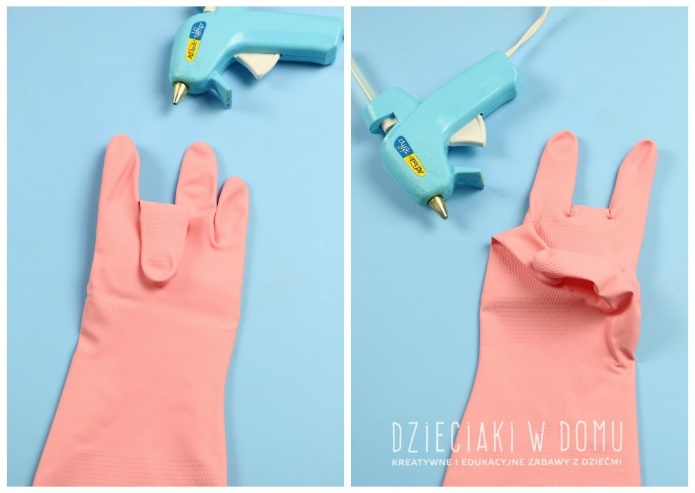 DZIECIAKI W DOMU
KREATYWNE I EDUKACYJNE ZABAWY Z DZIEĆMI